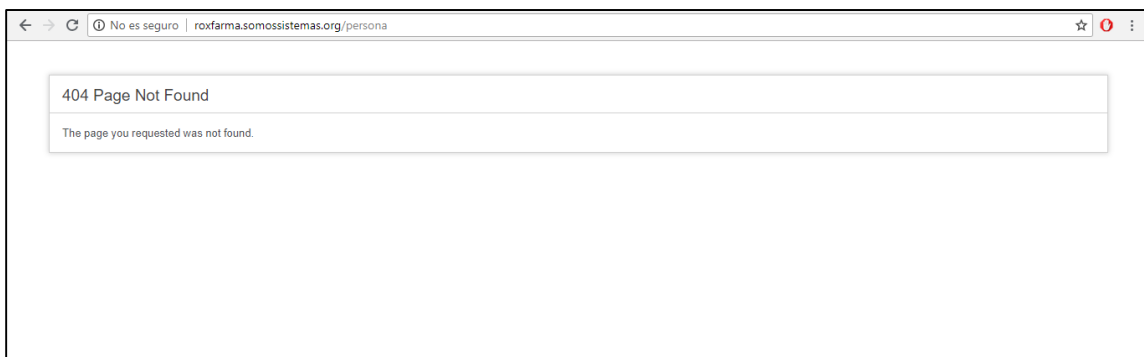 No es seguro | roxfarma.somossistemas.org/persona
404 Page Not Found
The page you requested was not found.